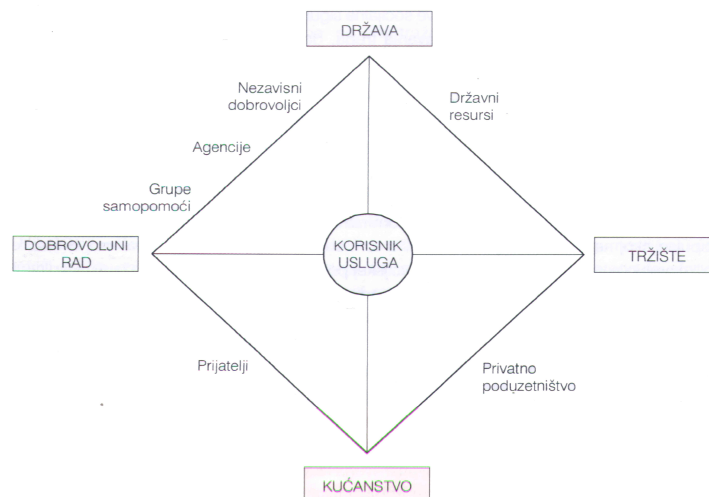 DRŽAVA
Nezavisni
dobrovoljci
Državni
resursi
Agencije
Grupe
samopomoći
DOBROVOLJNI
RAD
KORISNIK
USLUGA
TRŽIŠTE
Prijatelji
Privatno
poduzetništvo
KUĆANSTVO